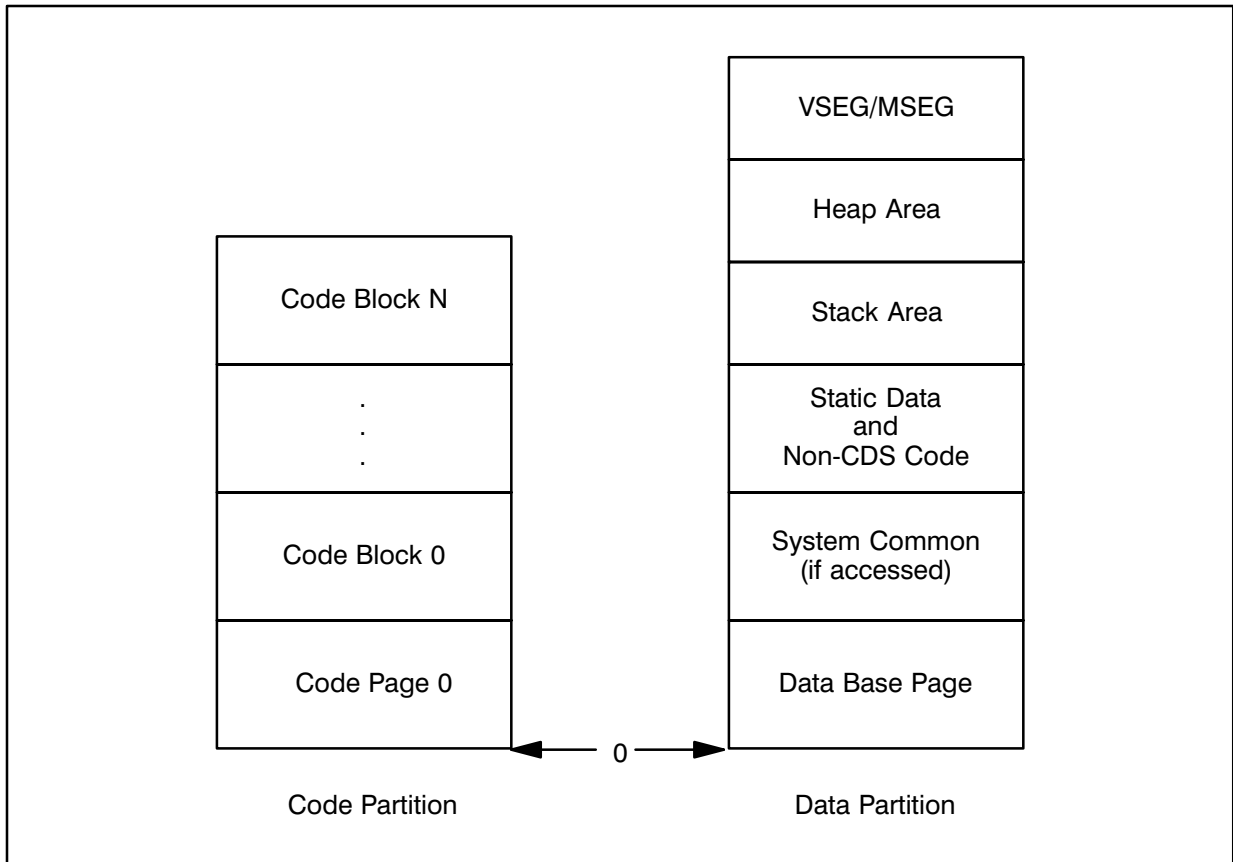 VSEG/MSEG
Heap Area
Stack Area
Static Data
and
Non-CDS Code
System Common
(if accessed)
Data Base Page
Code Block N
.
.
.
Code Block 0
Code Page 0
0
Code Partition
Data Partition